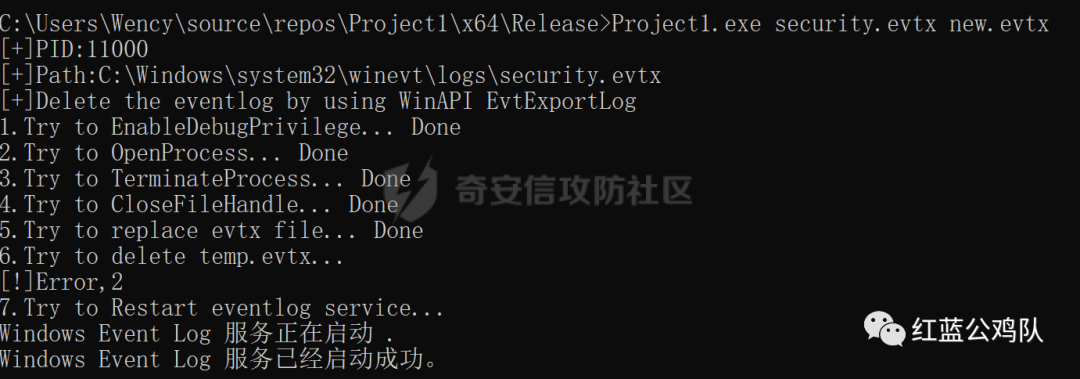 C:\Users\Wency\source\repos\Project1\x64\Release>Project1.exe security.evtx new.evtx
[+]PID:11000
[+]Path:C:\Windows\system32\winevt\logs\security.evtx
[+]Delete the eventlog by using WinAPI EvtExportLog
1.Try to EnableDebugPrivilege... Done
2.Try to OpenProcess... Done
3.Try to TerminateProcess... Done
4.Try to CloseFileHandle... Done
奇安信攻防社区
5.Try to replace evtx file... Done
6.Try to delete temp.evtx...
[!]Error,2
7.Try to Restart eventlog service...
Windows Event Log 服务正在启动 .
Windows Event Log 服务已经启动成功。
红蓝公鸡队